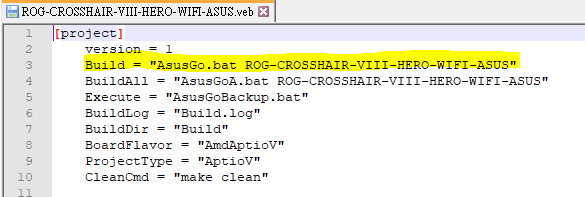 ROG-CROSSHAIR-VIII-HERO-WIFI-ASUS.veb
1 [project]
2 version = 1
3 Build = "AsusGo.bat ROG-CROSSHAIR-VIII-HERO-WIFI-ASUS"
4 BuildAll = "AsusGoA.bat ROG-CROSSHAIR-VIII-HERO-WIFI-ASUS"
5 Execute = "AsusGoBackup.bat"
6 BuildLog = "Build.log"
7 BuildDir = "Build"
8 BoardFlavor = "AmdAptioV"
9 ProjectType = "AptioV"
10 CleanCmd = "make clean"
11